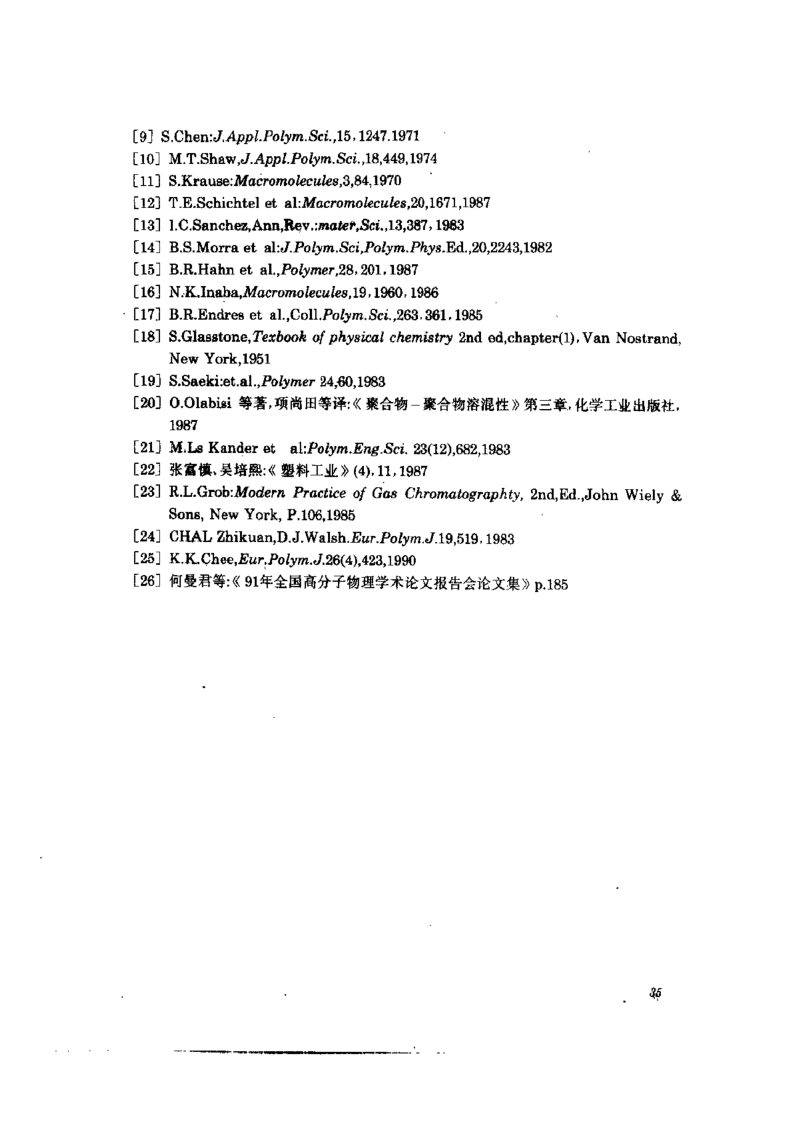 [9] S.Chen:J.Appl.Polym.Sci.,15,1247.1971
[10] M.T.Shaw,J.Appl.Polym.Sci.,18,449,1974
[11] S.Krause:Macromolecules,3,84,1970
[12] T.E.Schichtel et al:Macromolecules,20,1671,1987
[13] I.C.Sanchez,Ann,Rev.:mater,Sci.,13,387,1983
[14] B.S.Morra et al:J.Polym.Sci,Polym.Phys.Ed.,20,2243,1982
[15] B.R.Hahn et al.,Polymer,28,201,1987
[16] N.K.Inaba,Macromolecules,19,1960,1986
[17] B.R.Endres et al.,Coll.Polym.Sci.,263.361,1985
[18] S.Glasstone,Texbook of physical chemistry 2nd ed,chapter(1),Van Nostrand,
New York,1951
[19] S.Saeki:et.al.,Polymer 24,60,1983
[20] O.Olabisi 等著,项尚田等译:《聚合物-聚合物溶混性》第三章,化学工业出版社,
1987
[21] M.Ls Kander et al:Polym.Eng.Sci. 23(12),682,1983
[22] 张富慎、吴培熙:《塑料工业》(4),11,1987
[23] R.L.Grob:Modern Practice of Gas Chromatographty, 2nd,Ed.,John Wiely &
Sons, New York, P.106,1985
[24] CHAL Zhikuan,D.J.Walsh.Eur.Polym.J.19,519,1983
[25] K.K.Chee,Eur.Polym.J.26(4),423,1990
[26] 何曼君等:《91年全国高分子物理学术论文报告会论文集》p.185
35